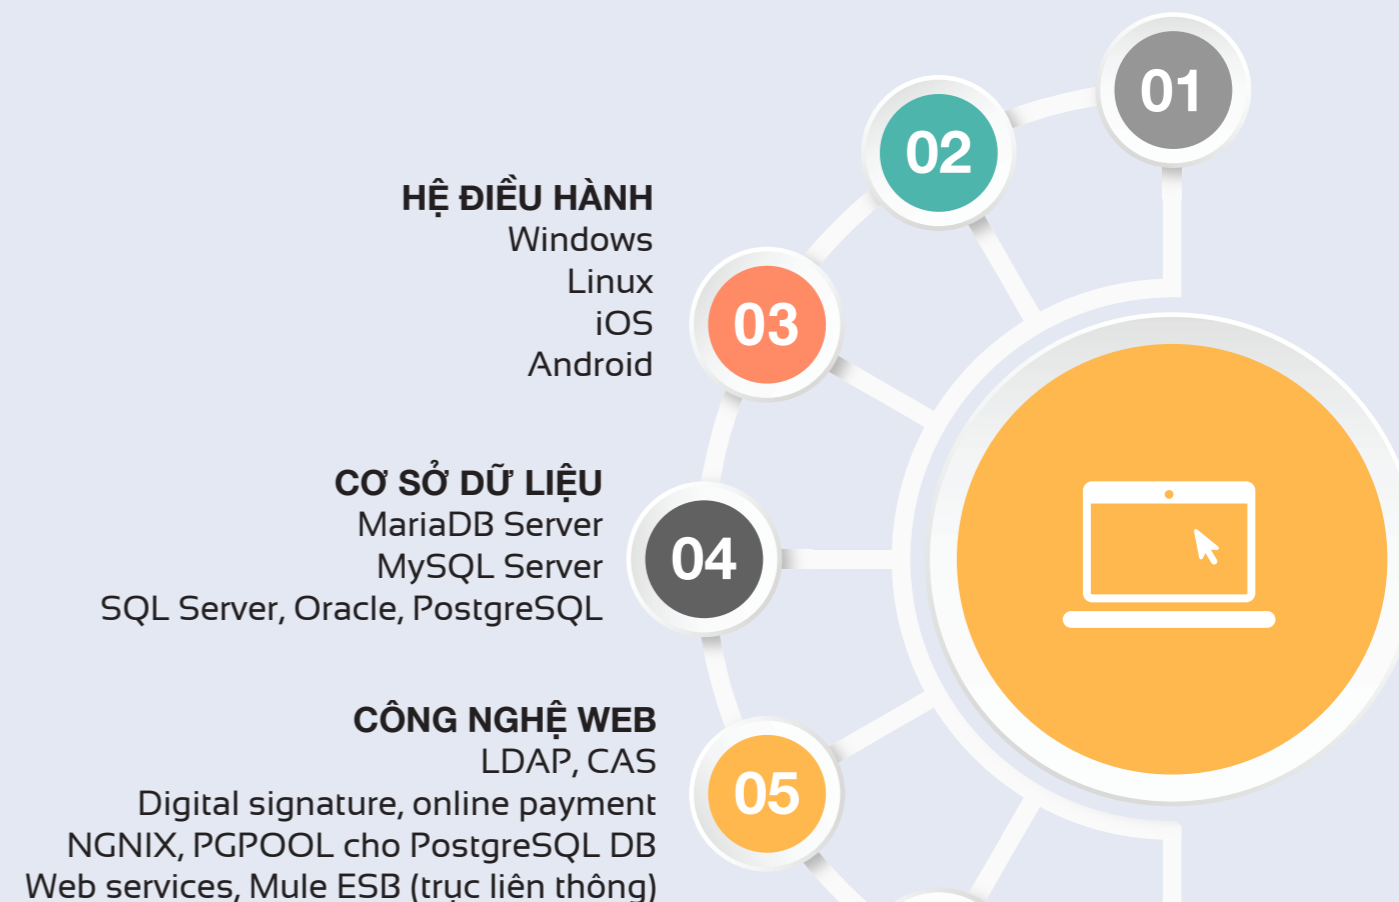 01
02
HỆ ĐIỀU HÀNH
Windows
Linux
iOS
Android
03
CƠ SỞ DỮ LIỆU
MariaDB Server
MySQL Server
SQL Server, Oracle, PostgreSQL
04
CÔNG NGHỆ WEB
LDAP, CAS
Digital signature, online payment
NGNIX, PGPOOL cho PostgreSQL DB
Web services, Mule ESB (trục liên thông)
05